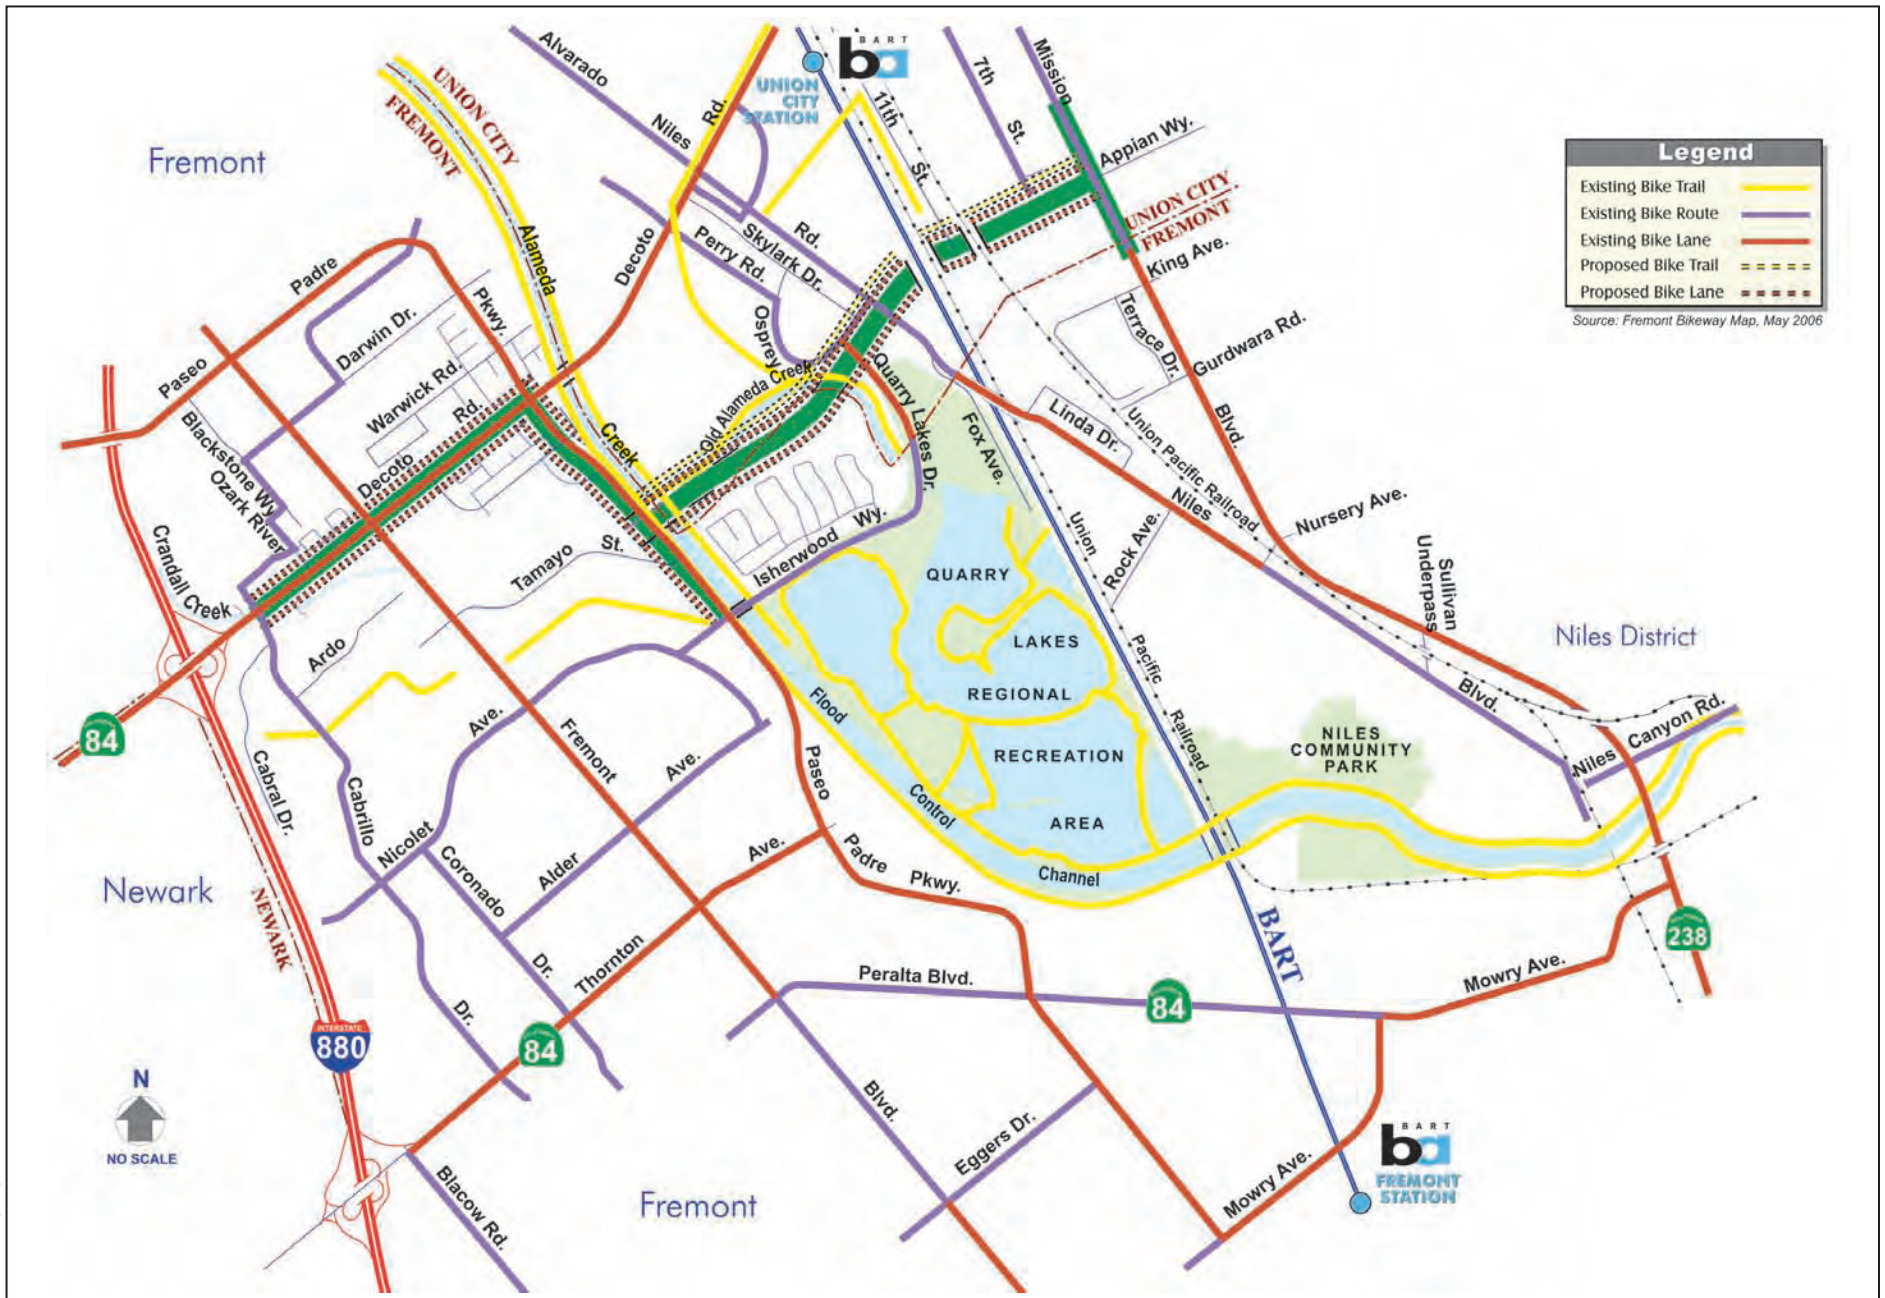 BART
ba
UNION
CITY
STATION
Alvarado
Niles
Rd.
Rd.
11th
St.
7th
St.
Mission
Appian Wy.
UNION CITY
FREMONT
UNION CITY
FREMONT
King Ave.
Fremont
Legend
Existing Bike Trail
Existing Bike Route
Existing Bike Lane
Proposed Bike Trail
Proposed Bike Lane
Source: Fremont Bikeway Map, May 2006
Padre
Pkwy.
Paseo
Alameda
Creek
Decoto
Skylark Dr.
Perry Rd.
Osprey
Terrace Dr.
Gurdwara Rd.
Blvd.
Darwin Dr.
Warwick Rd.
Rd.
Decoto
Old Alameda Creek
Quarry Lakes Dr.
Fox Ave.
Linda Dr.
Union Pacific Railroad
Niles
Nursery Ave.
Blackstone Wy.
Ozark River
Crandall Creek
Tamayo
St.
Isherwood
Wy.
QUARRY
LAKES
REGIONAL
RECREATION
AREA
Union
Pacific
Railroad
Rock Ave.
Sullivan
Underpass
Niles District
Blvd.
Niles
Canyon Rd.
NILES
COMMUNITY
PARK
Ardo
84
Cabral Dr.
Cabrillo
Dr.
Ave.
Nicolet
Fremont
Ave.
Alder
Coronado
Dr.
Paseo
Padre
Pkwy.
Flood
Control
Channel
Newark
NEWARK
Thornton
Ave.
Peralta Blvd.
84
BART
Mowry Ave.
238
INTERSTATE
880
84
N
NO SCALE
Blvd.
Eggers Dr.
Mowry Ave.
BART
ba
FREMONT
STATION
Blacow Rd.
Fremont